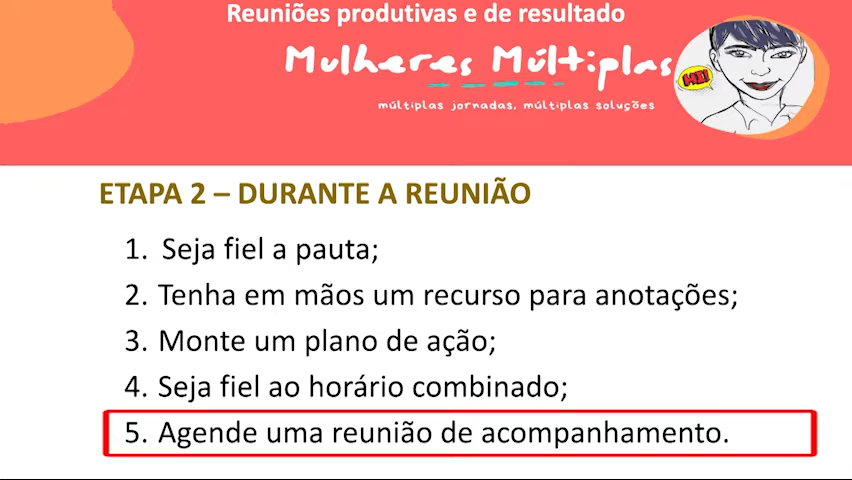 Reuniões produtivas e de resultado
Mulheres Múltiplas
múltiplas jornadas, múltiplas soluções
HI!
ETAPA 2 – DURANTE A REUNIÃO
1. Seja fiel a pauta;
2. Tenha em mãos um recurso para anotações;
3. Monte um plano de ação;
4. Seja fiel ao horário combinado;
5. Agende uma reunião de acompanhamento.